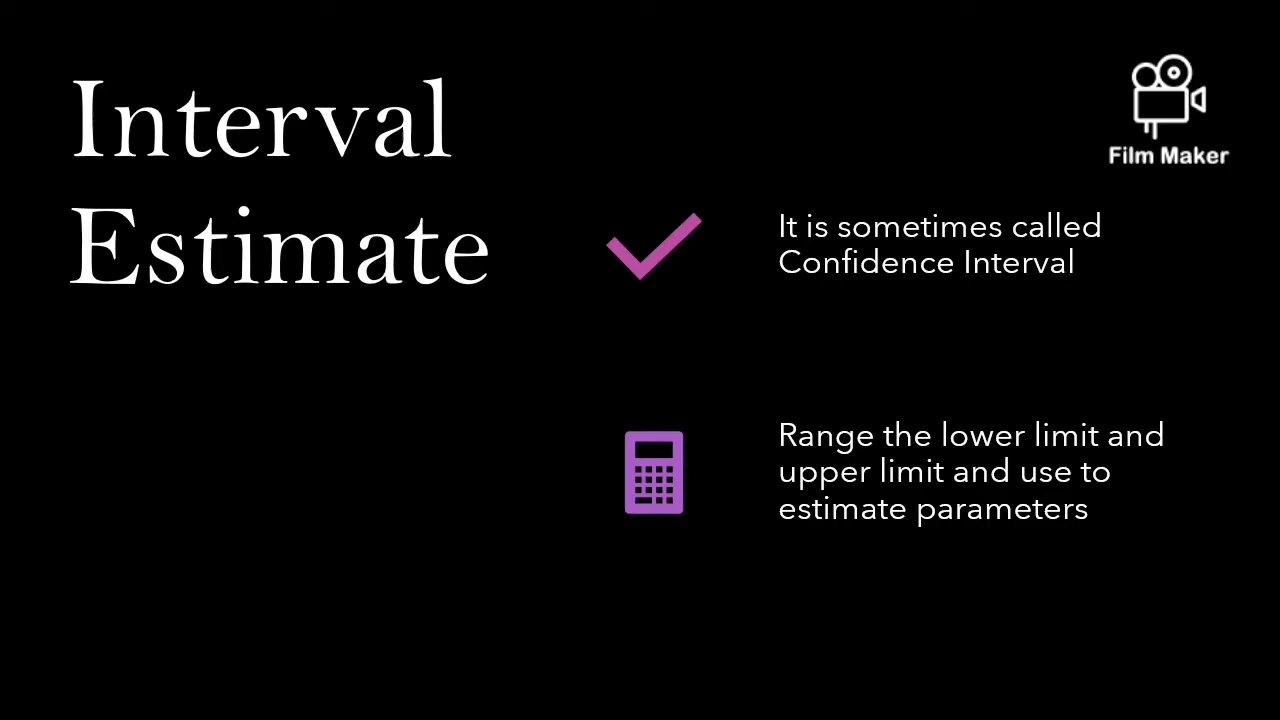 Interval
Estimate
Film Maker
It is sometimes called
Confidence Interval
Range the lower limit and
upper limit and use to
estimate parameters